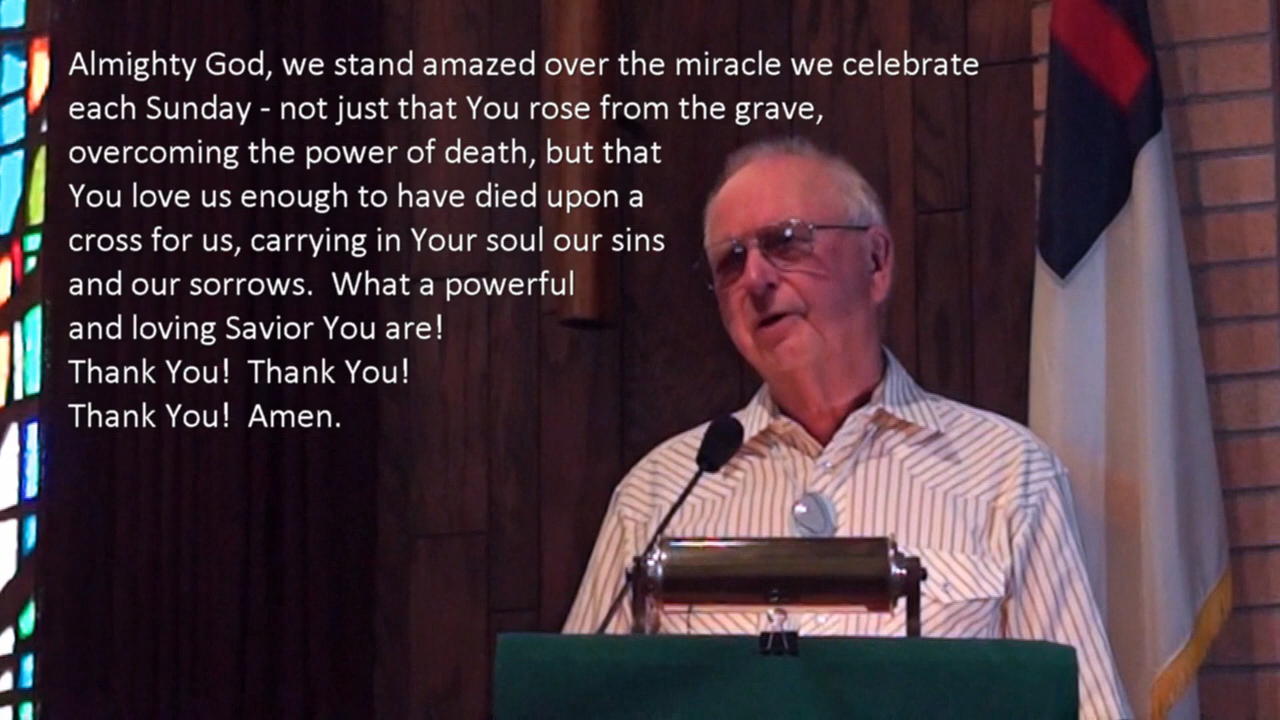 Almighty God, we stand amazed over the miracle we celebrate
each Sunday - not just that You rose from the grave,
overcoming the power of death, but that
You love us enough to have died upon a
cross for us, carrying in Your soul our sins
and our sorrows.  What a powerful
and loving Savior You are!
Thank You!  Thank You!
Thank You!  Amen.